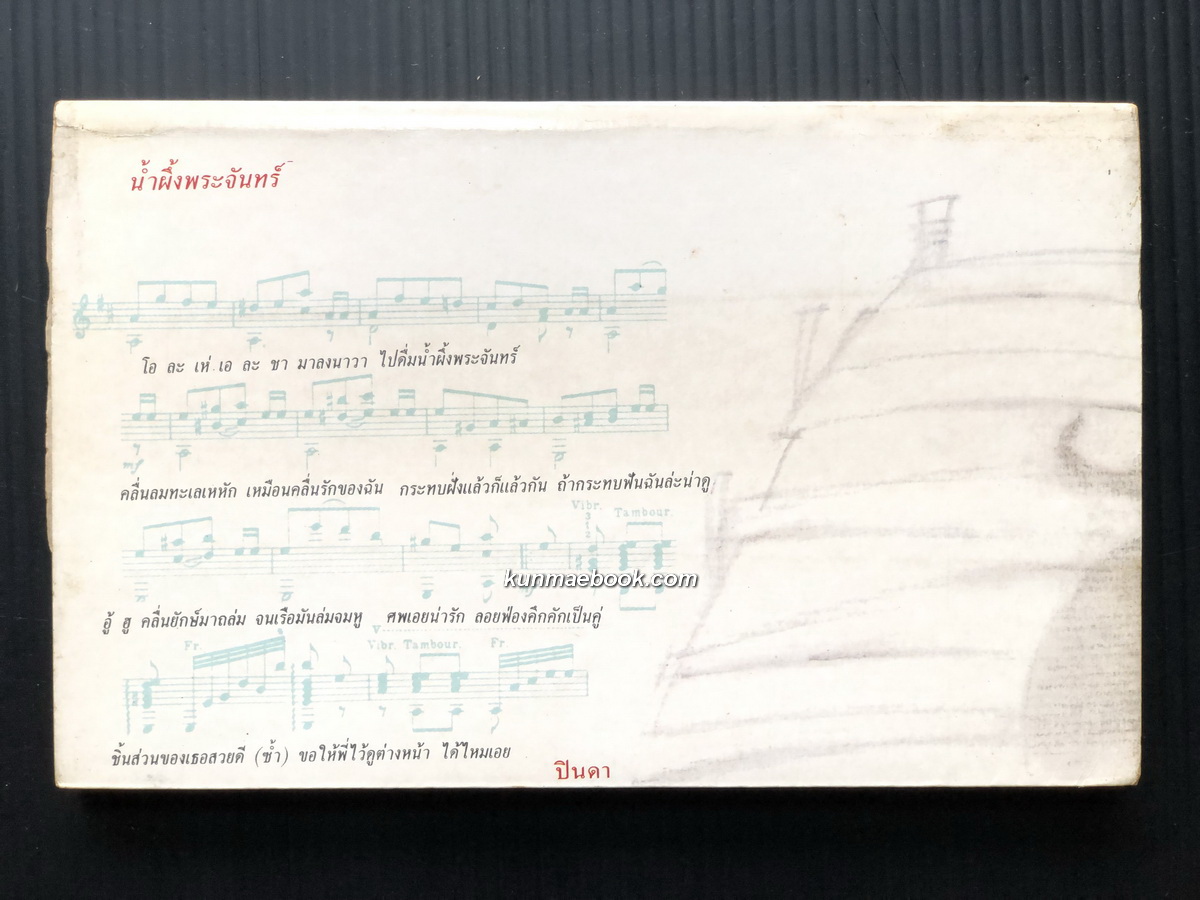 น้ำผึ้งพระจันทร์
โอ ละ เห่ เอ ละ ชา มาลงนาวา ไปดื่มน้ำผึ้งพระจันทร์
mf
คลื่นลมทะเลเหหัก เหมือนคลื่นรักของฉัน กระทบฝั่งแล้วก็แล้วกัน ถ้ากระทบฟันฉันล่ะน่าดู
Vibr. Tambour.
kunmaebook.com
อู้ ฮู คลื่นยักษ์มาถล่ม จนเรือมันล่มจมหู ศพเอยน่ารัก ลอยฟ่องคึกคักเป็นคู่
Fr. Vibr. Tambour. Fr.
ชิ้นส่วนของเธอสวยดี (ซ้ำ) ขอให้พี่ไว้ดูต่างหน้า ได้ไหมเอย
ปินดา